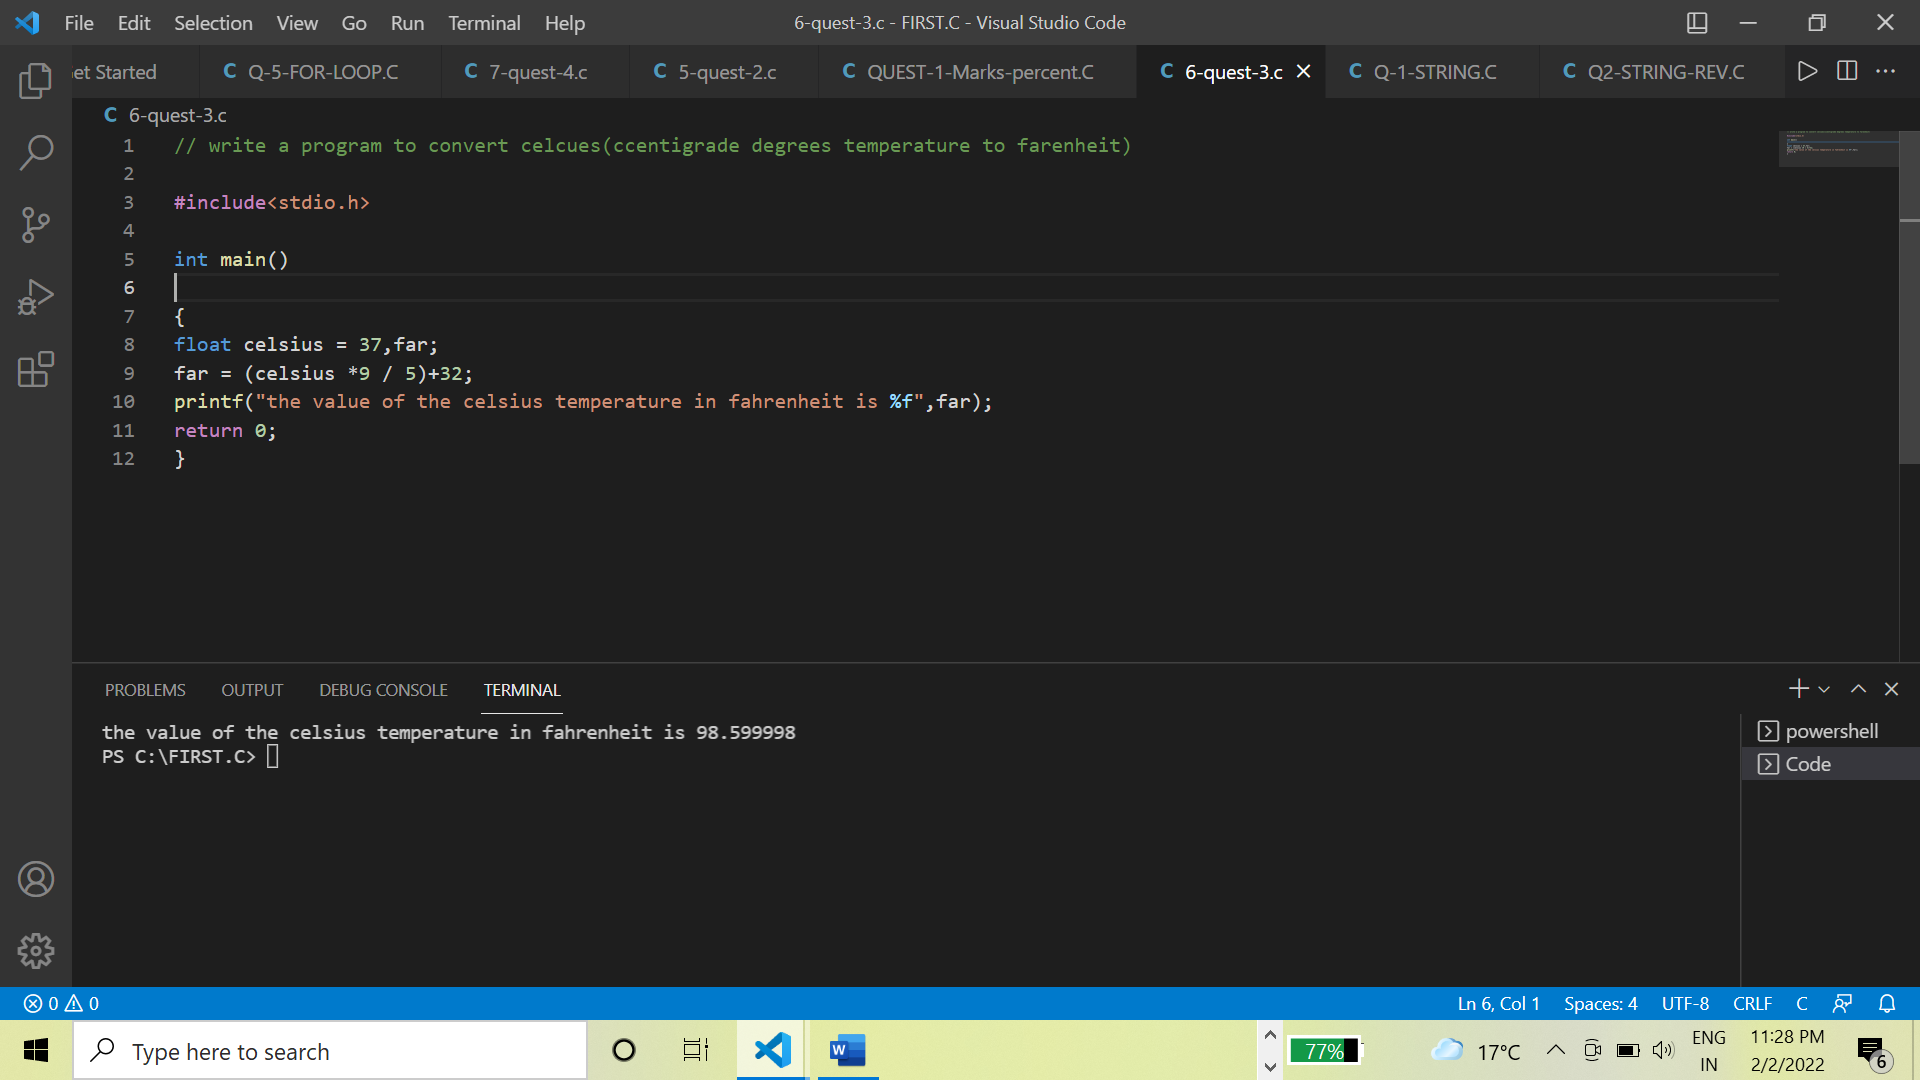 File Edit Selection View Go Run Terminal Help 6-quest-3.c - FIRST.C - Visual Studio Code
et Started C Q-5-FOR-LOOP.C C 7-quest-4.c C 5-quest-2.c C QUEST-1-Marks-percent.C C 6-quest-3.c C Q-1-STRING.C C Q2-STRING-REV.C
C 6-quest-3.c
1 // write a program to convert celcues(ccentigrade degrees temperature to farenheit)
2
3 #include<stdio.h>
4
5 int main()
6
7 {
8 float celsius = 37,far;
9 far = (celsius *9 / 5)+32;
10 printf("the value of the celsius temperature in fahrenheit is %f",far);
11 return 0;
12 }
PROBLEMS OUTPUT DEBUG CONSOLE TERMINAL
the value of the celsius temperature in fahrenheit is 98.599998
PS C:\FIRST.C>
powershell
Code
0 0 Ln 6, Col 1 Spaces: 4 UTF-8 CRLF C
Type here to search W 77% 17°C ENG IN 11:28 PM 2/2/2022 6